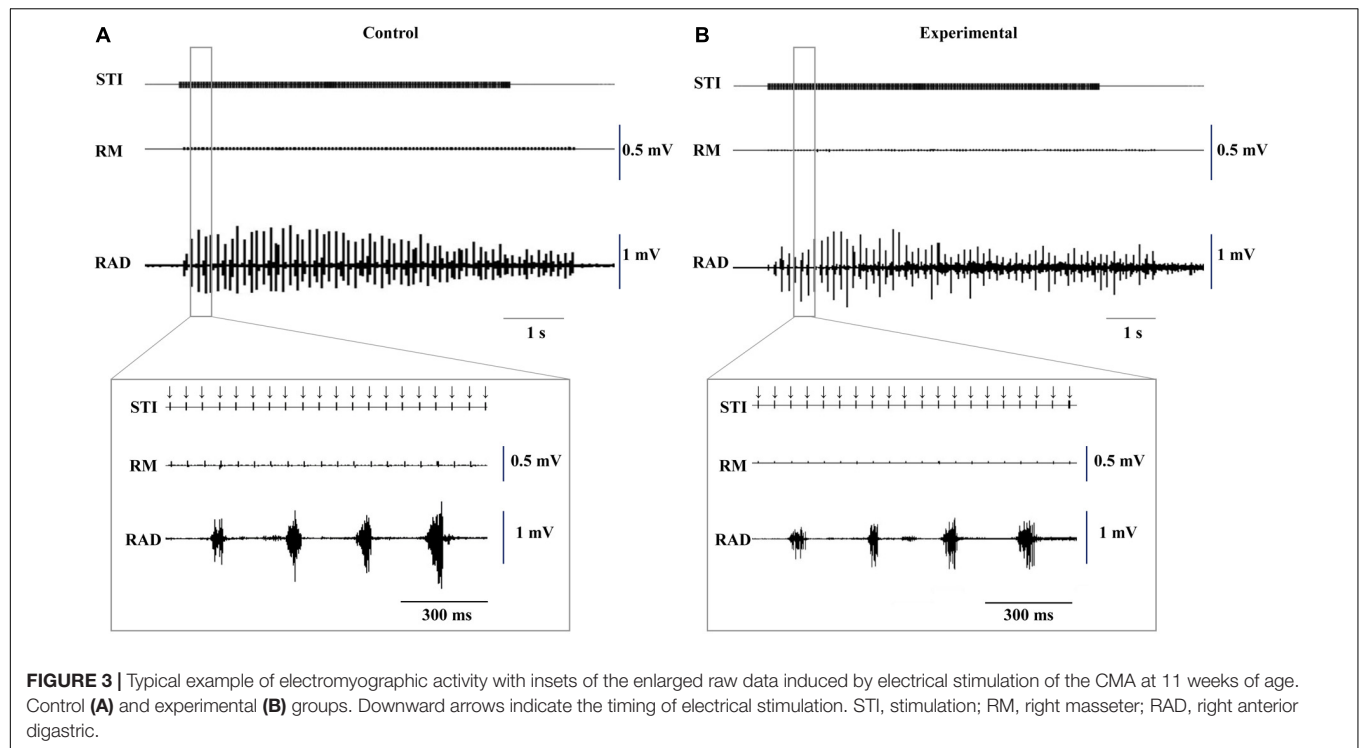 A
Control
STI
RM
0.5 mV
RAD
1 mV
1 s
STI
RM
0.5 mV
RAD
1 mV
300 ms
B
Experimental
STI
RM
0.5 mV
RAD
1 mV
1 s
STI
RM
0.5 mV
RAD
1 mV
300 ms
FIGURE 3 | Typical example of electromyographic activity with insets of the enlarged raw data induced by electrical stimulation of the CMA at 11 weeks of age.
Control (A) and experimental (B) groups. Downward arrows indicate the timing of electrical stimulation. STI, stimulation; RM, right masseter; RAD, right anterior
digastric.